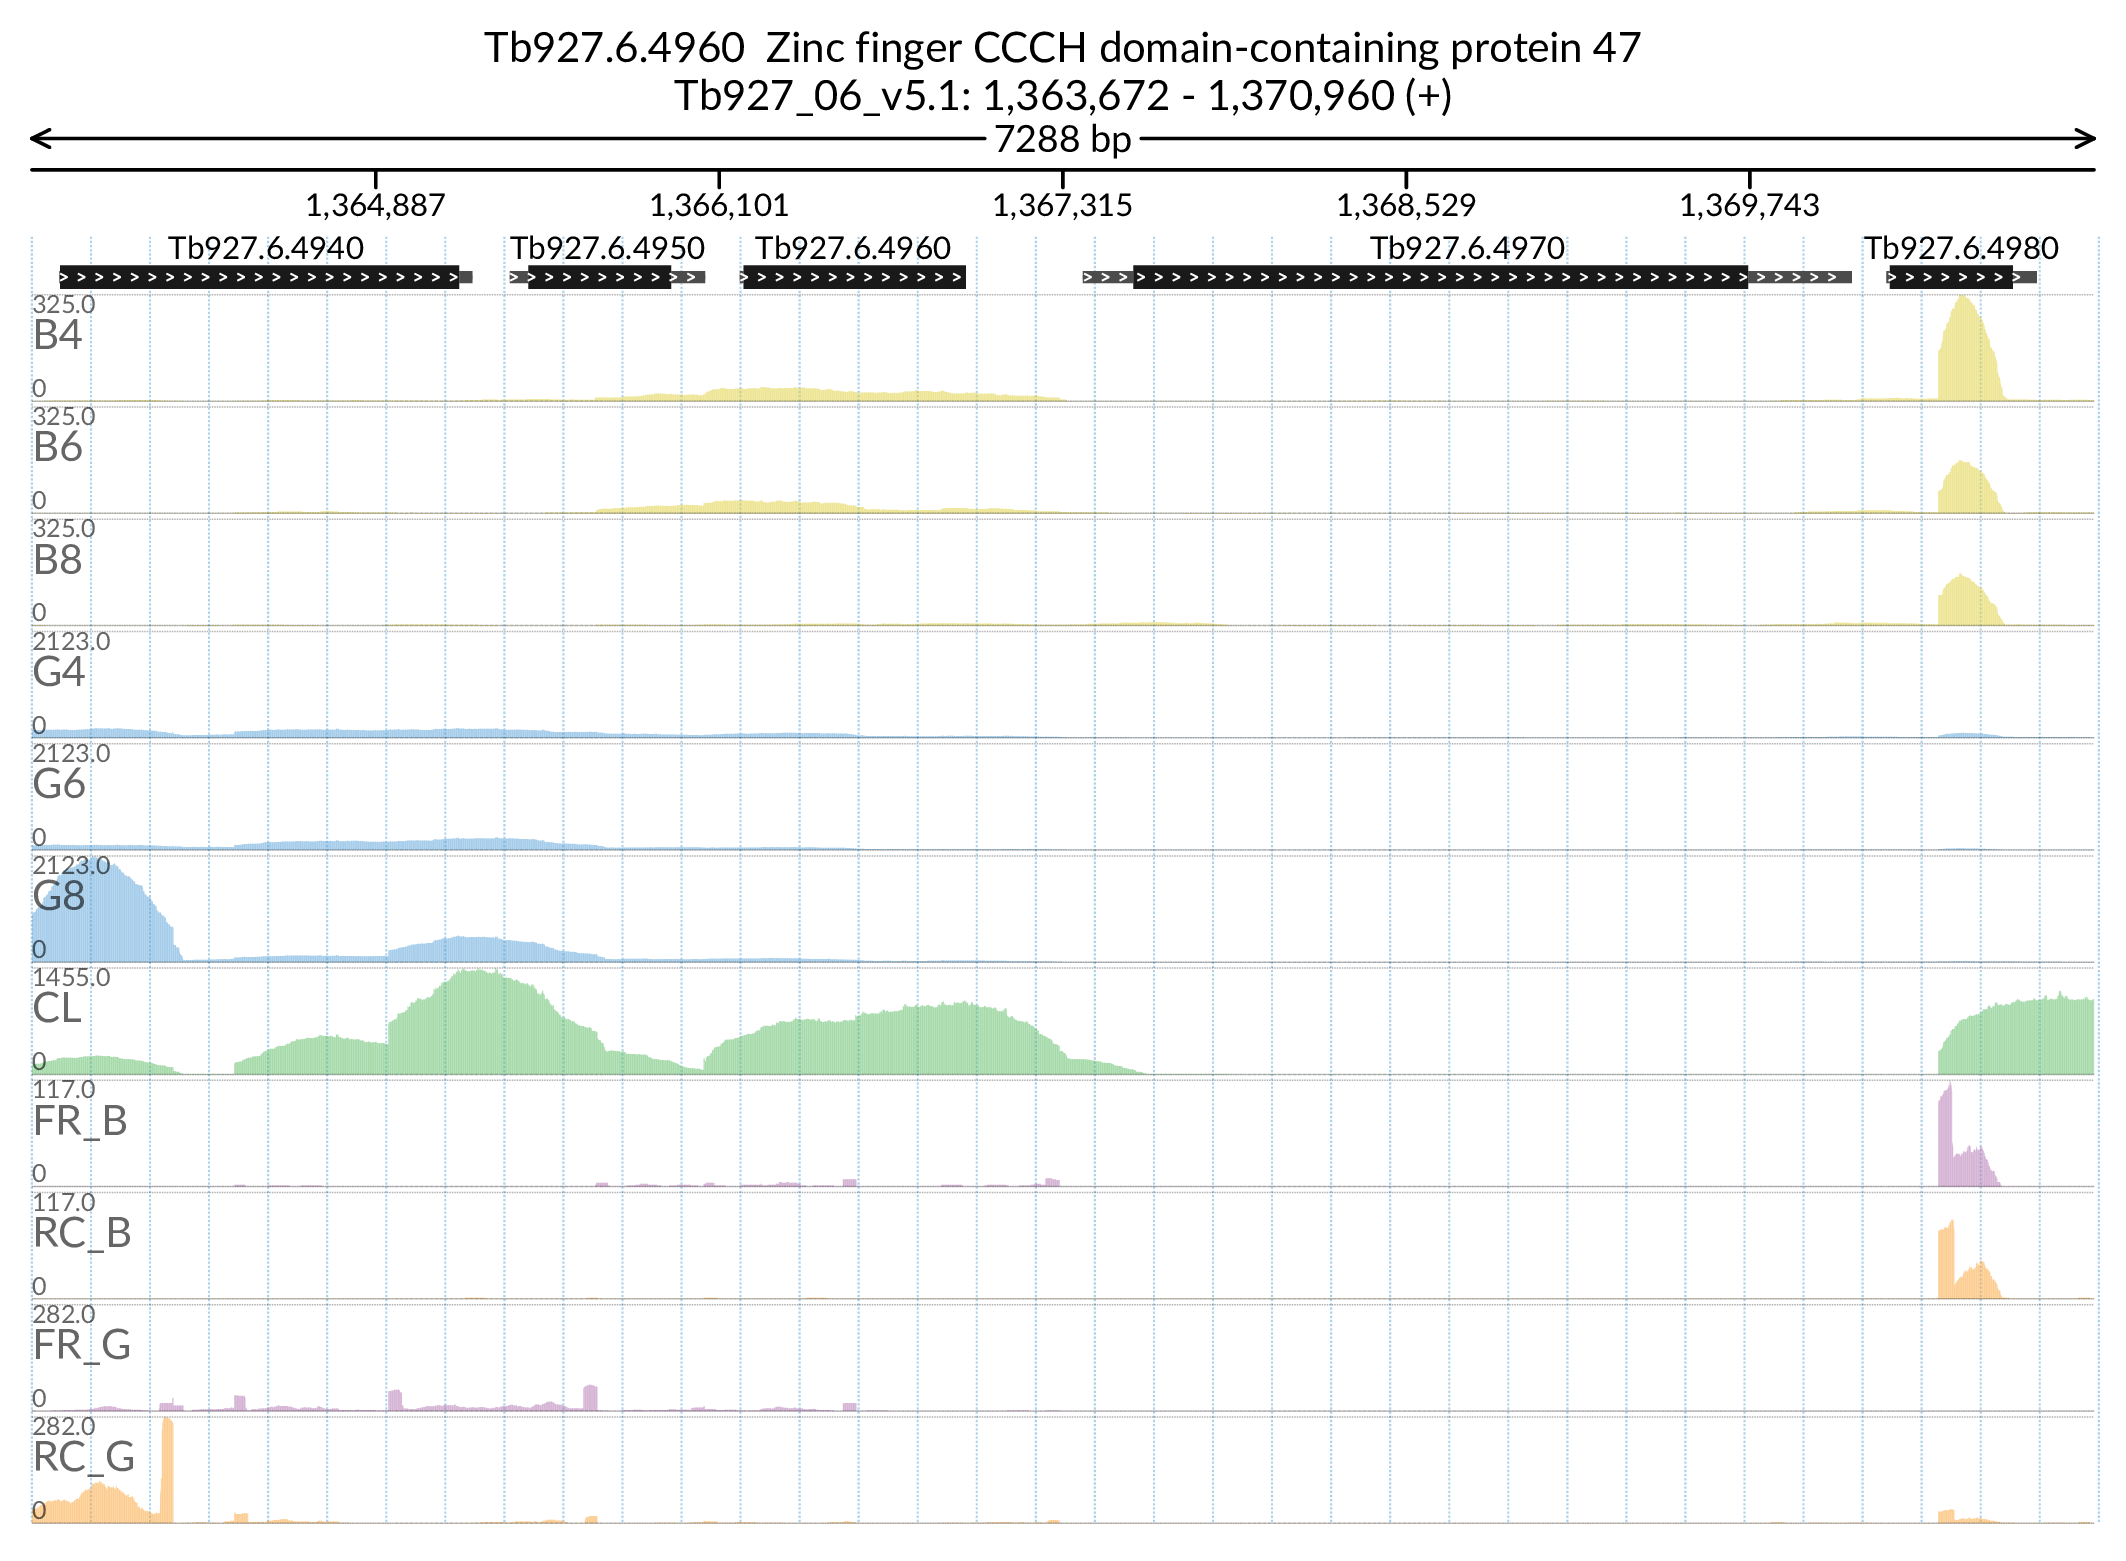 Tb927.6.4960  Zinc finger CCCH domain-containing protein 47
Tb927_06_v5.1: 1,363,672 - 1,370,960 (+)
7288 bp
1,364,887 1,366,101 1,367,315 1,368,529 1,369,743
Tb927.6.4940 Tb927.6.4950 Tb927.6.4960 Tb927.6.4970 Tb927.6.4980
325.0
B4
0
325.0
B6
0
325.0
B8
0
2123.0
G4
0
2123.0
G6
0
2123.0
G8
0
1455.0
CL
0
117.0
FR_B
0
117.0
RC_B
0
282.0
FR_G
0
282.0
RC_G
0